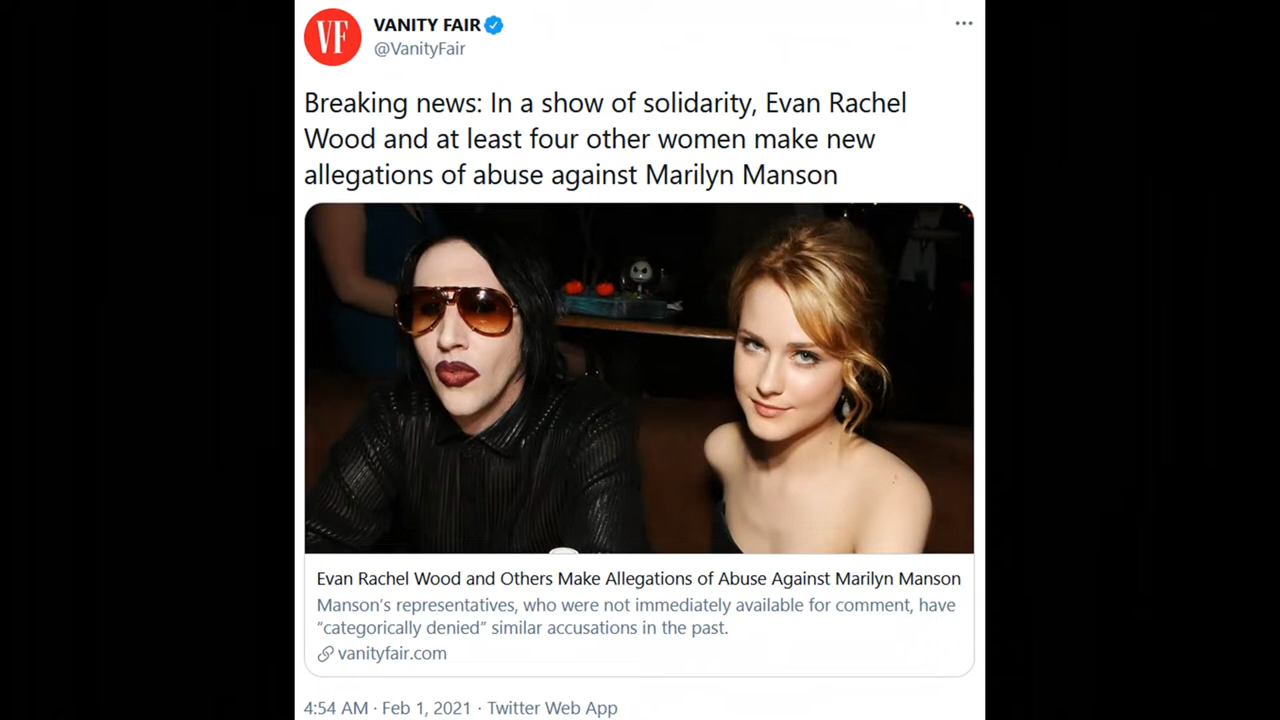 VF
VANITY FAIR
@VanityFair
Breaking news: In a show of solidarity, Evan Rachel
Wood and at least four other women make new
allegations of abuse against Marilyn Manson
Evan Rachel Wood and Others Make Allegations of Abuse Against Marilyn Manson
Manson's representatives, who were not immediately available for comment, have
"categorically denied" similar accusations in the past.
vanityfair.com
4:54 AM · Feb 1, 2021 · Twitter Web App